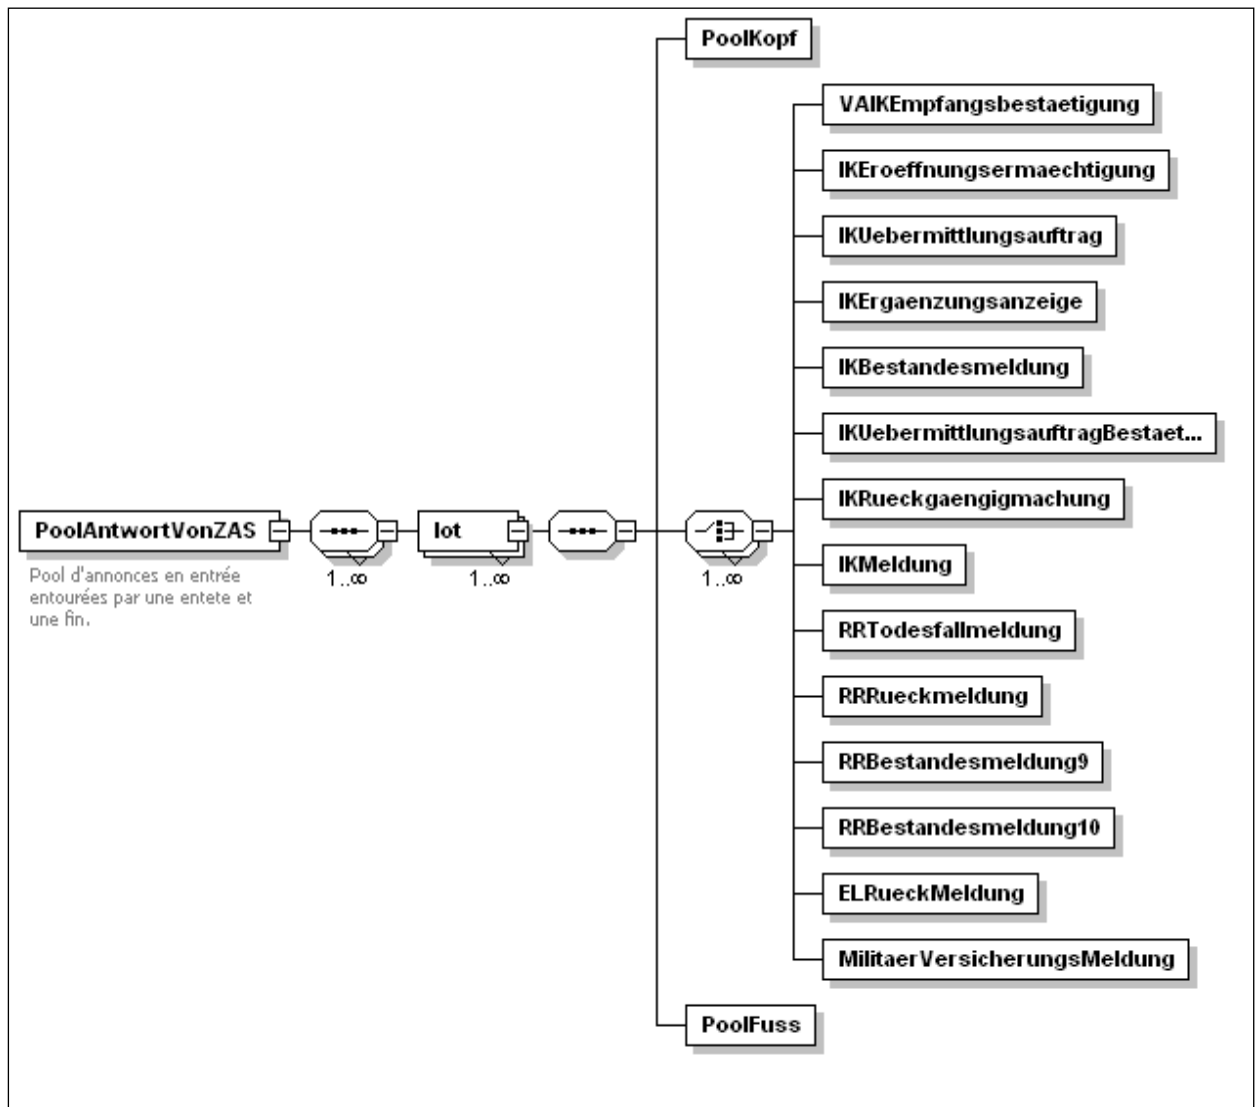 PoolKopf
VAIKEmpfangsbestaetigung
IKEroeffnungsermaechtigung
IKUebermittlungsauftrag
IKErgaenzungsanzeige
IKBestandesmeldung
IKUebermittlungsauftragBestaet...
IKRueckgaengigmachung
PoolAntwortVonZAS
lot
1..∞
1..∞
1..∞
Pool d'annonces en entrée
entourées par une entete et
une fin.
IKMeldung
RRTodesfallmeldung
RRRueckmeldung
RRBestandesmeldung9
RRBestandesmeldung10
ELRueckMeldung
MilitaerVersicherungsMeldung
PoolFuss